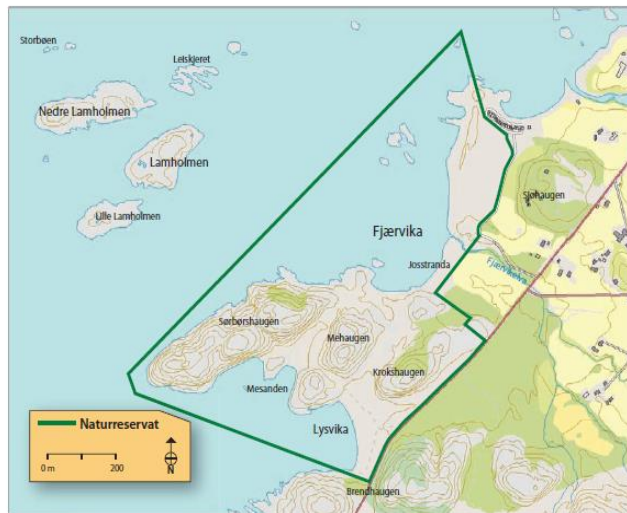 Storbøen
Leiskjeret
Nedre Lamholmen
Lamholmen
Lille Lamholmen
Sjøhaugen
Fjærvika
Josstranda
Fjærvikelva
Sørbørshaugen
Mehaugen
Krokshaugen
Mesanden
Lysvika
Brendhaugen
Naturreservat
0 m 200
N